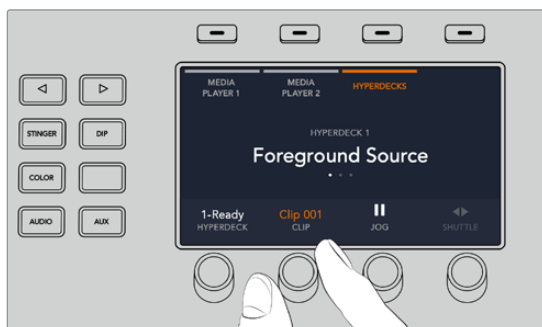 MEDIA
PLAYER 1
MEDIA
PLAYER 2
HYPERDECKS
HYPERDECK 1
Foreground Source
1-Ready
HYPERDECK
Clip 001
CLIP
JOG
SHUTTLE
STINGER
DIP
COLOR
AUDIO
AUX